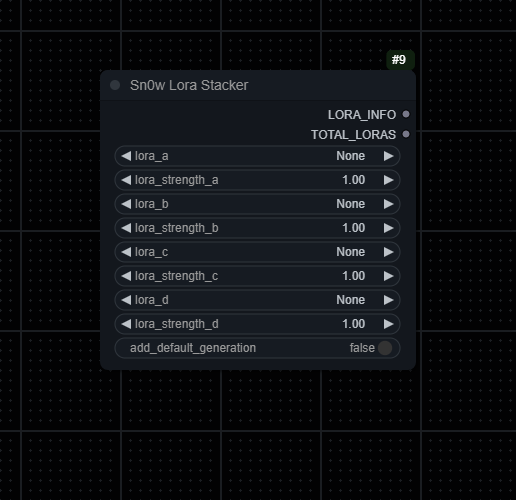 #9
Sn0w Lora Stacker
LORA_INFO
TOTAL_LORAS
lora_a None
lora_strength_a 1.00
lora_b None
lora_strength_b 1.00
lora_c None
lora_strength_c 1.00
lora_d None
lora_strength_d 1.00
add_default_generation false